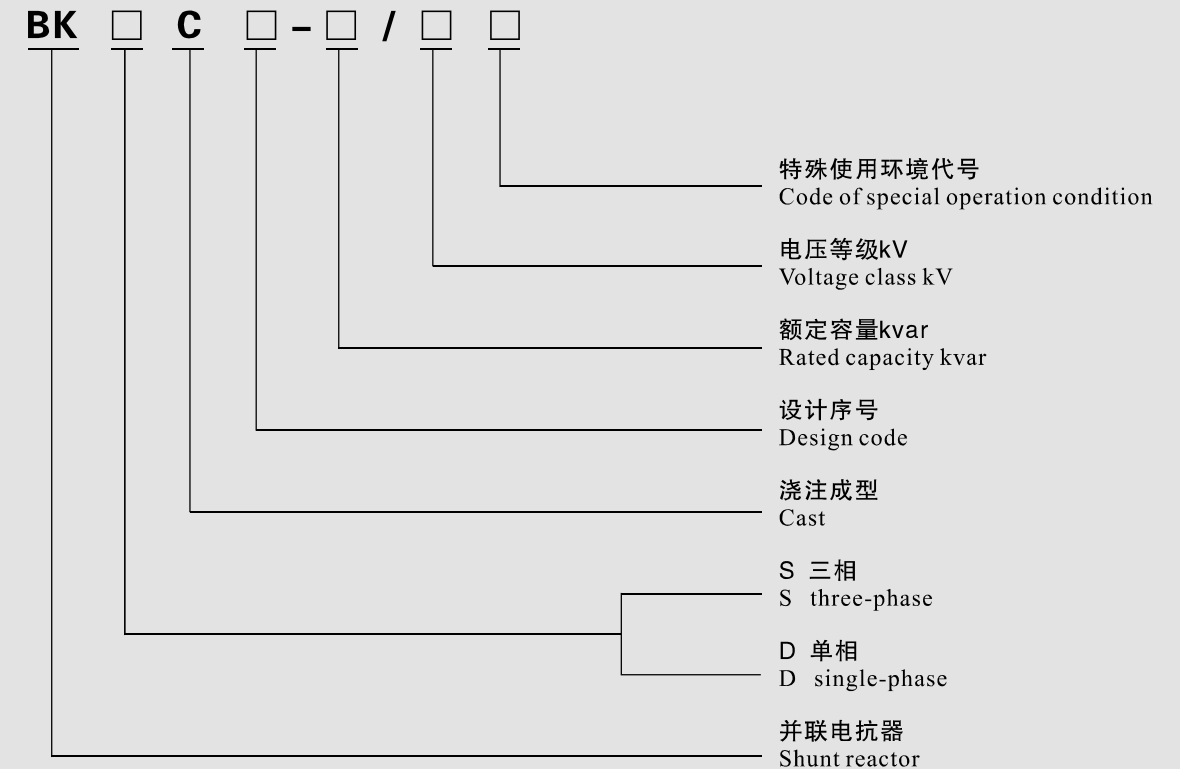 BK □ C □ - □ / □ □
特殊使用环境代号
Code of special operation condition
电压等级kV
Voltage class kV
额定容量kvar
Rated capacity kvar
设计序号
Design code
浇注成型
Cast
S 三相
S three-phase
D 单相
D single-phase
并联电抗器
Shunt reactor